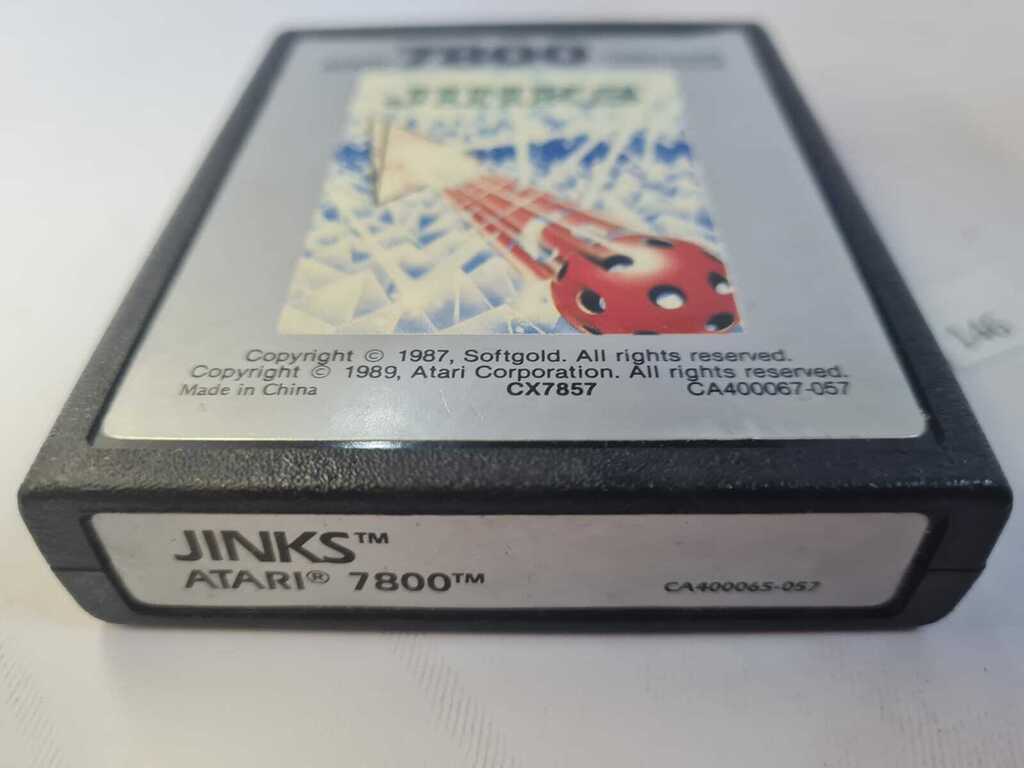 7800
JINKS
Copyright © 1987, Softgold. All rights reserved.
Copyright © 1989, Atari Corporation. All rights reserved.
Made in China CX7857 CA400067-057
JINKS™
ATARI® 7800™ CA400065-057